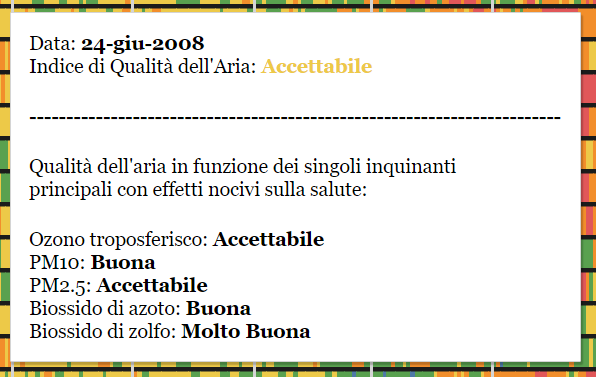 Data: 24-giu-2008
Indice di Qualità dell'Aria: Accettabile
------------------------------------------------------------------------
Qualità dell'aria in funzione dei singoli inquinanti
principali con effetti nocivi sulla salute:
Ozono troposferisco: Accettabile
PM10: Buona
PM2.5: Accettabile
Biossido di azoto: Buona
Biossido di zolfo: Molto Buona